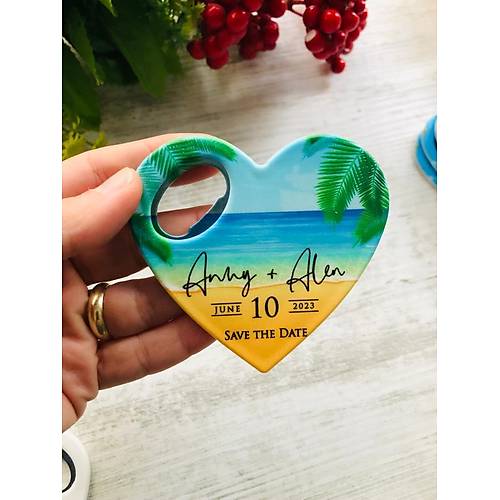 Anny + Alen
JUNE 10 2023
SAVE THE DATE